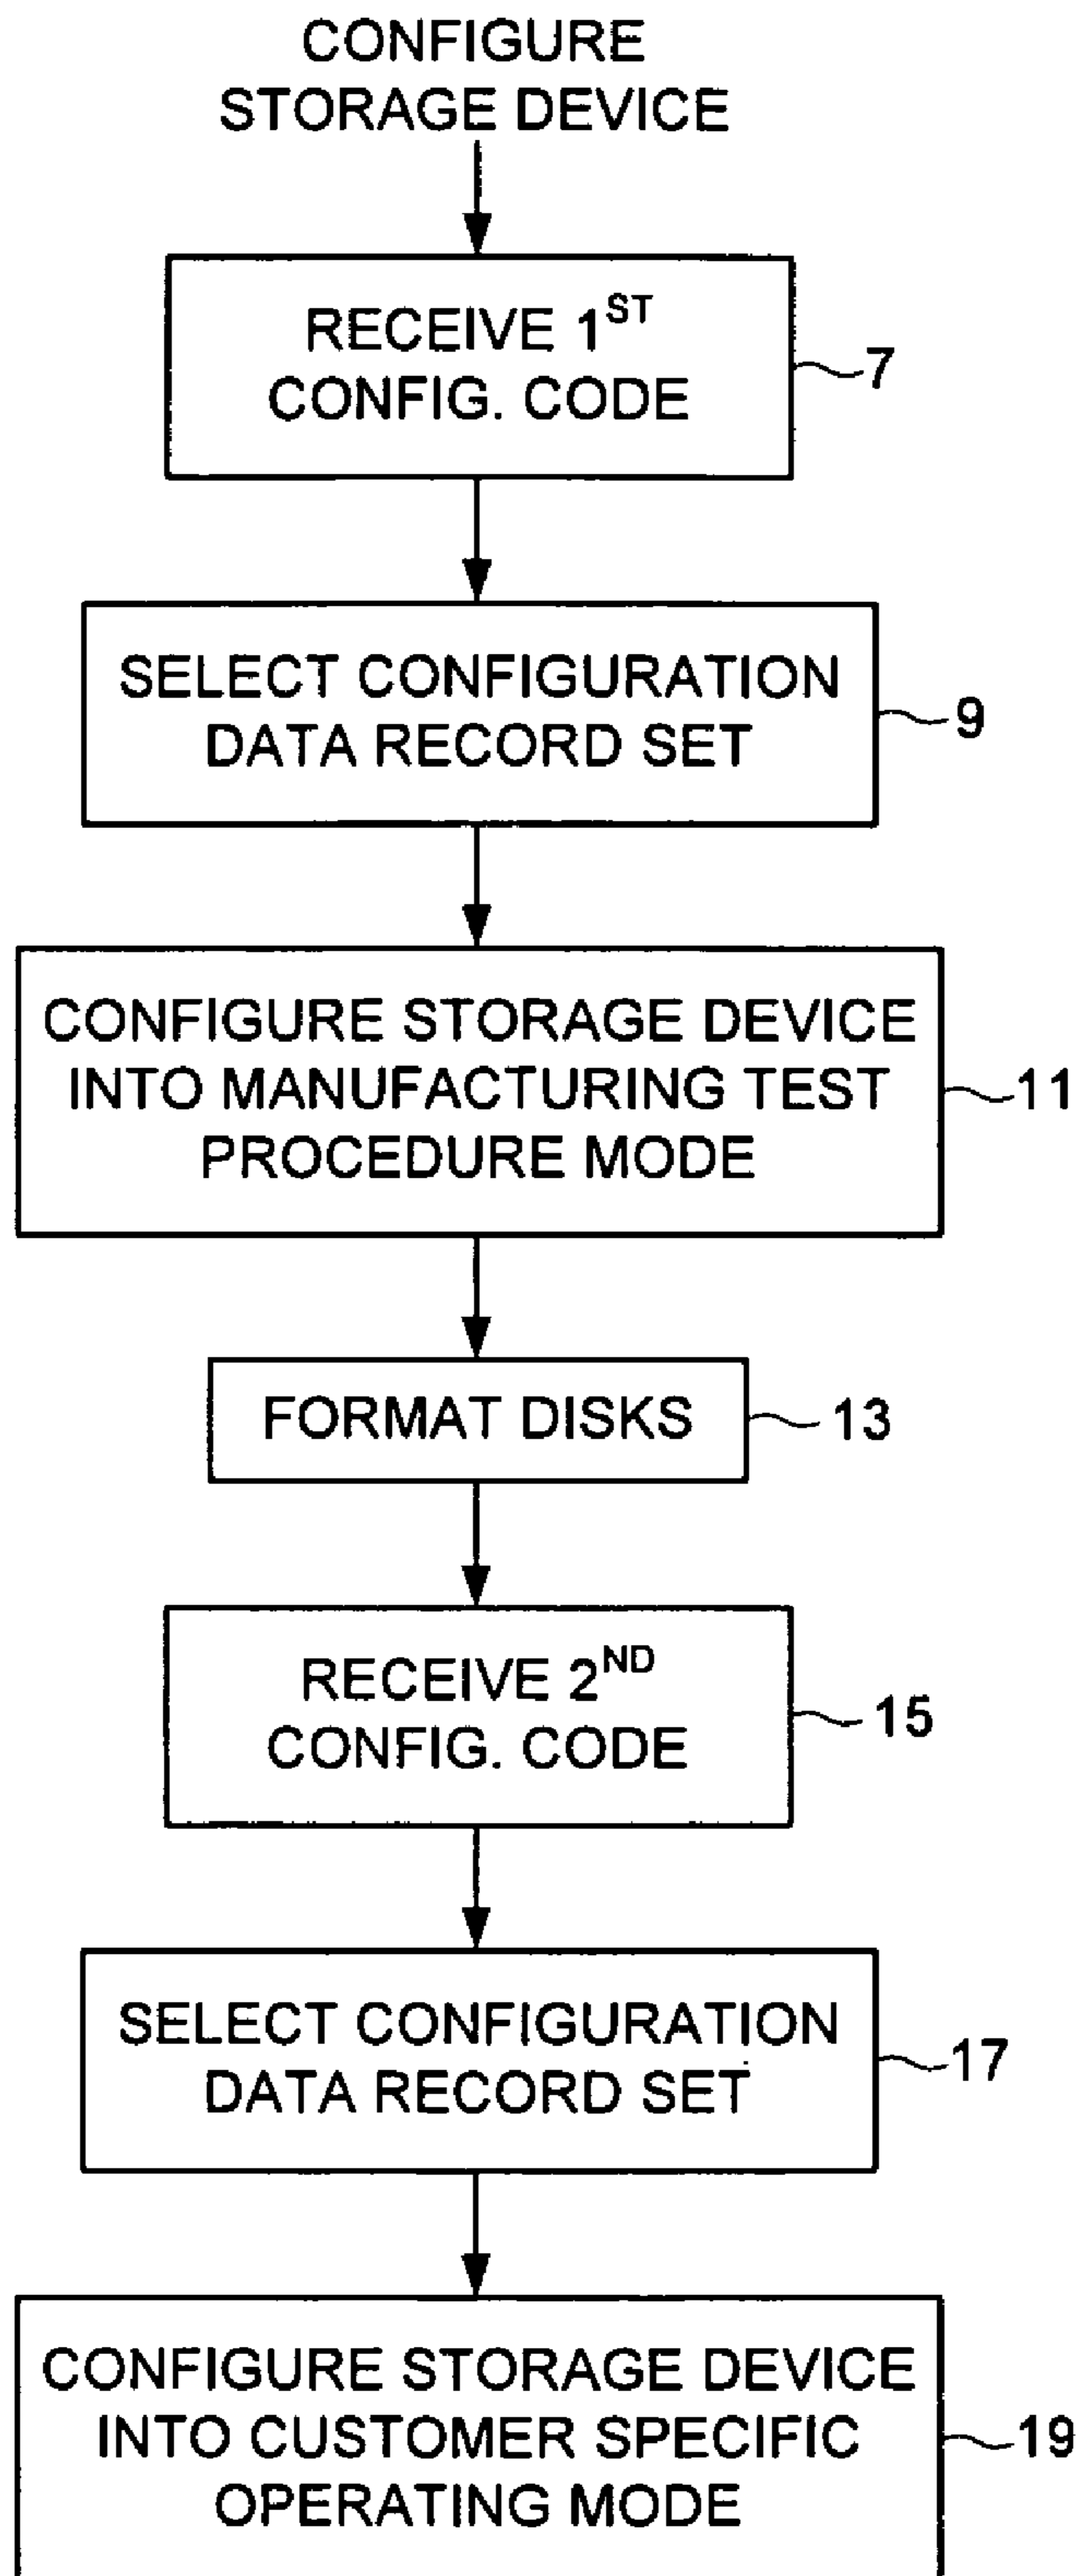 CONFIGURE
STORAGE DEVICE
RECEIVE 1ST
CONFIG. CODE
7
SELECT CONFIGURATION
DATA RECORD SET
9
CONFIGURE STORAGE DEVICE
INTO MANUFACTURING TEST
PROCEDURE MODE
11
FORMAT DISKS
13
RECEIVE 2ND
CONFIG. CODE
15
SELECT CONFIGURATION
DATA RECORD SET
17
CONFIGURE STORAGE DEVICE
INTO CUSTOMER SPECIFIC
OPERATING MODE
19